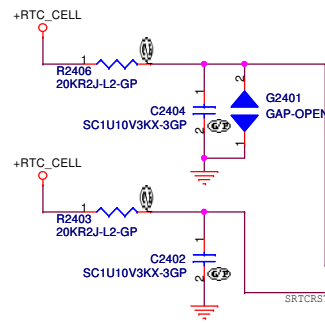 +RTC_CELL
1
2
R2406
20KR2J-L2-GP
1
2
C2404
SC1U10V3KX-3GP
2
1
G2401
GAP-OPEN
+RTC_CELL
1
2
R2403
20KR2J-L2-GP
1
2
C2402
SC1U10V3KX-3GP
SRTCRST